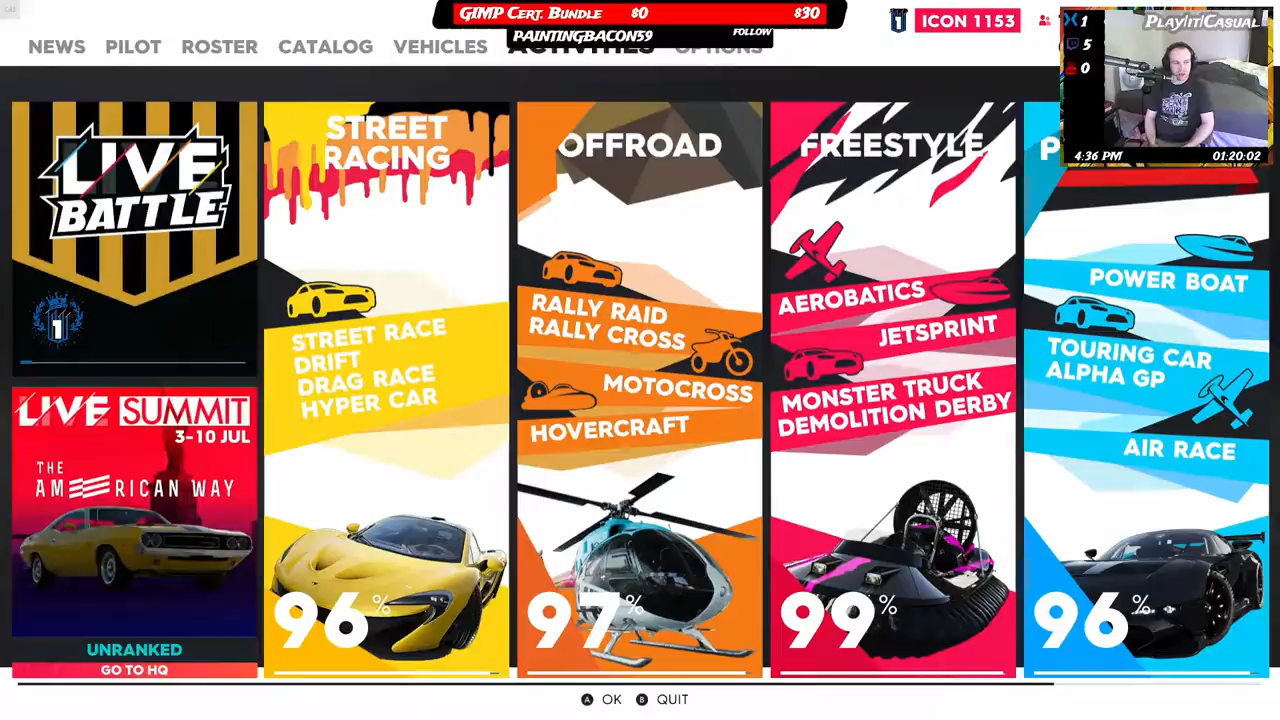 GIMP Cert. Bundle $0 $30
PAINTINGBACON59 FOLLOW
ICON 1153
NEWS PILOT ROSTER CATALOG VEHICLES ACTIVITIES OPTIONS
PlayItCasual
1
5
0
4:36 PM 01:20:02
LIVE
BATTLE
1
LIVE SUMMIT
3-10 JUL
THE
AMERICAN WAY
UNRANKED
GO TO HQ
STREET
RACING
STREET RACE
DRIFT
DRAG RACE
HYPER CAR
96%
OFFROAD
RALLY RAID
RALLY CROSS
MOTOCROSS
HOVERCRAFT
97%
FREESTYLE
AEROBATICS
JETSPRINT
MONSTER TRUCK
DEMOLITION DERBY
99%
P
POWER BOAT
TOURING CAR
ALPHA GP
AIR RACE
96%
A OK B QUIT